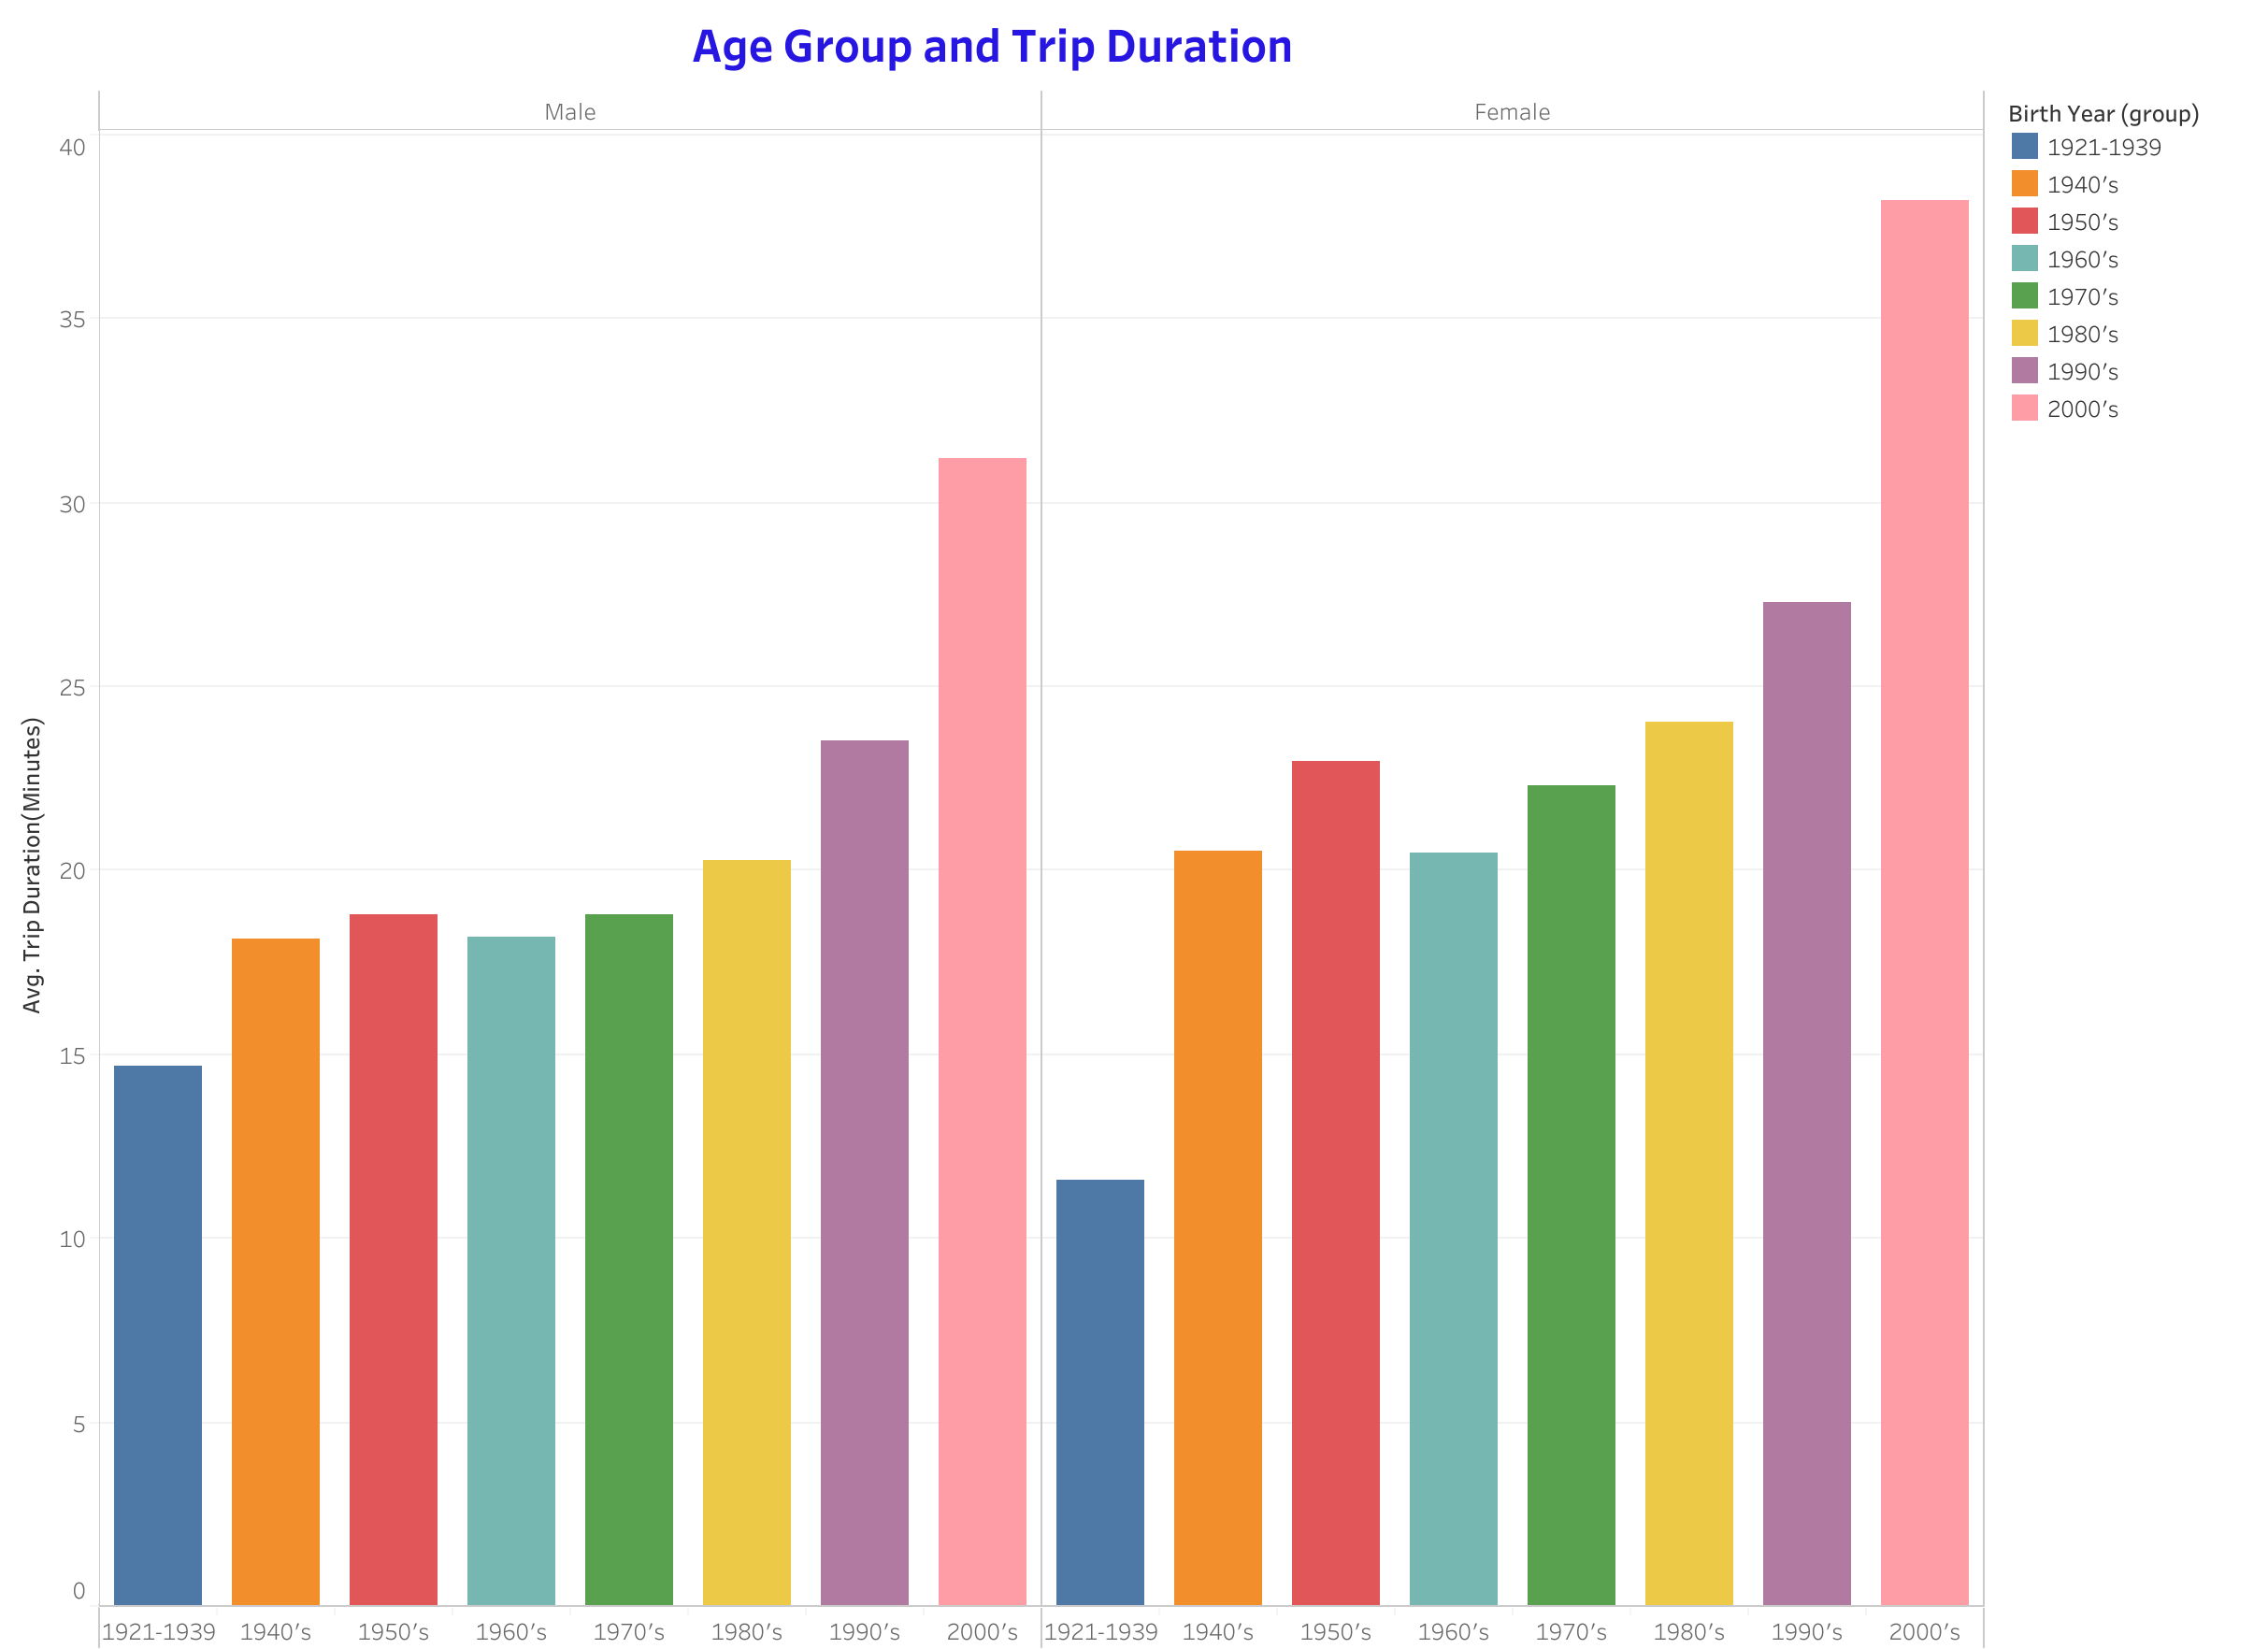 Age Group and Trip Duration
Male Female
Birth Year (group)
1921-1939
1940's
1950's
1960's
1970's
1980's
1990's
2000's
40
35
30
25
20
15
10
5
0
Avg. Trip Duration(Minutes)
1921-1939 1940's 1950's 1960's 1970's 1980's 1990's 2000's 1921-1939 1940's 1950's 1960's 1970's 1980's 1990's 2000's